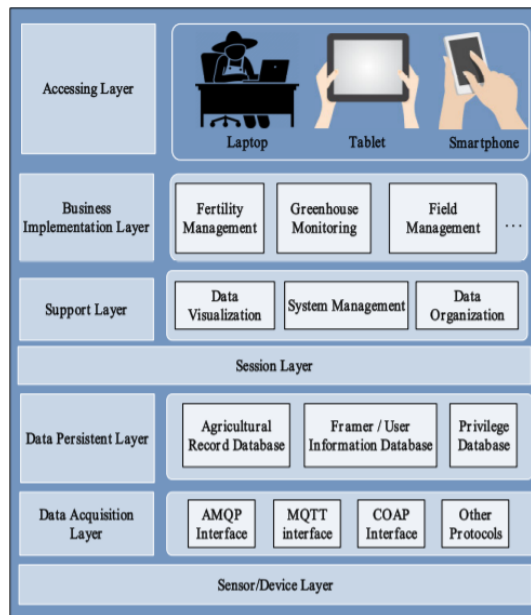 Accessing Layer
Laptop
Tablet
Smartphone
Business
Implementation Layer
Fertility
Management
Greenhouse
Monitoring
Field
Management
...
Support Layer
Data
Visualization
System Management
Data
Organization
Session Layer
Data Persistent Layer
Agricultural
Record Database
Framer / User
Information Database
Privilege
Database
Data Acquisition
Layer
AMQP
Interface
MQTT
interface
COAP
Interface
Other
Protocols
Sensor/Device Layer